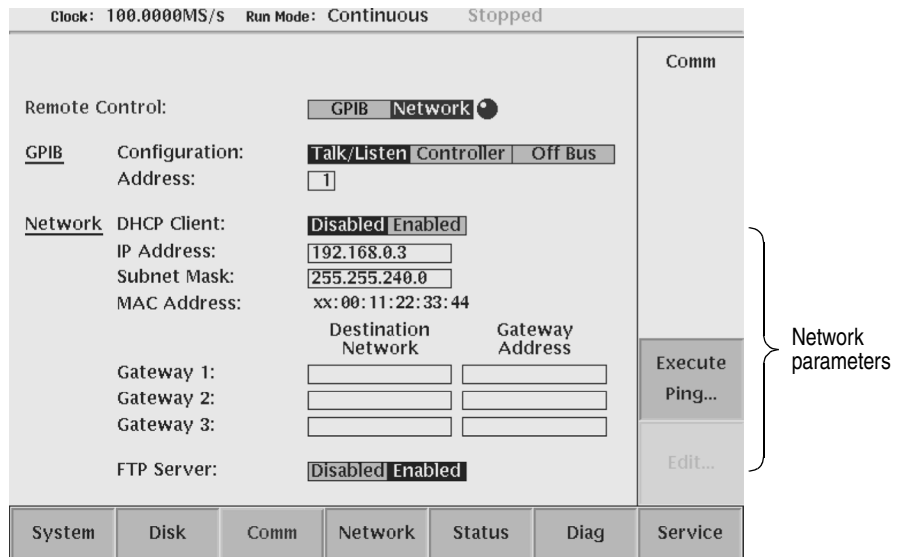 Clock: 100.0000MS/s Run Mode: Continuous Stopped
Comm
Remote Control: GPIB Network
GPIB Configuration: Talk/Listen Controller Off Bus
Address: 1
Network DHCP Client: Disabled Enabled
IP Address: 192.168.0.3
Subnet Mask: 255.255.240.0
MAC Address: xx:00:11:22:33:44
Destination Network Gateway Address
Gateway 1:
Gateway 2:
Gateway 3:
FTP Server: Disabled Enabled
Execute
Ping...
Edit...
Network
parameters
System Disk Comm Network Status Diag Service